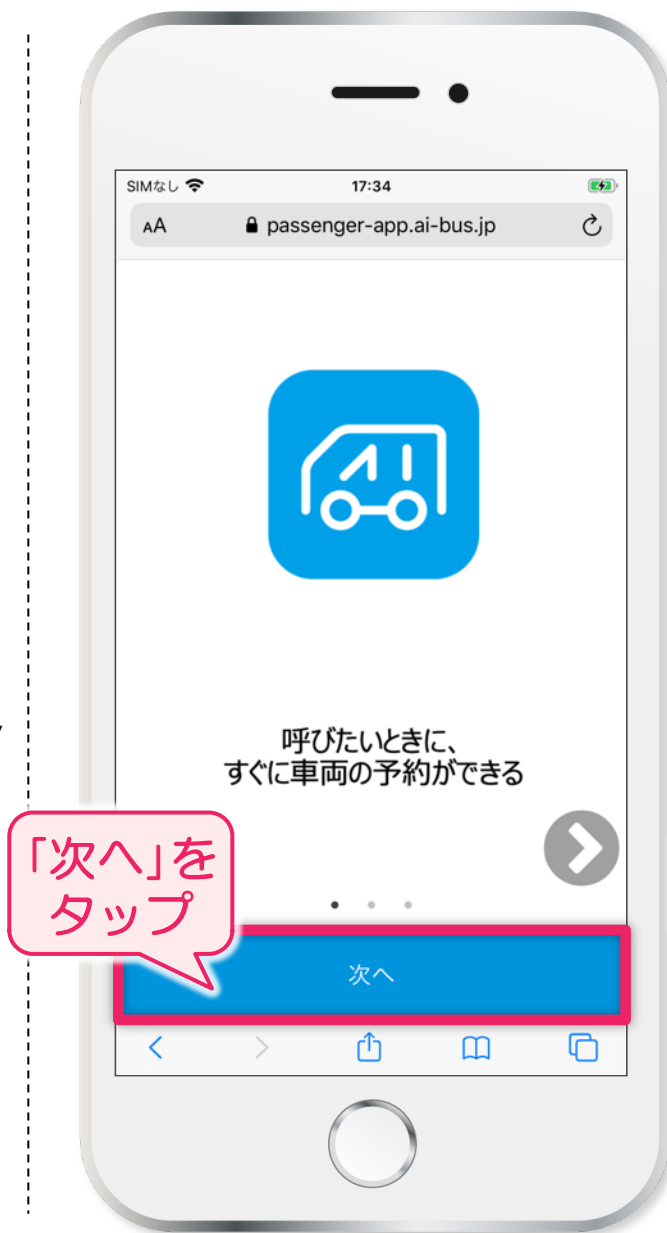 SIMなし 17:34
AA passenger-app.ai-bus.jp
AI
呼びたいときに、
すぐに車両の予約ができる
「次へ」を
タップ
次へ